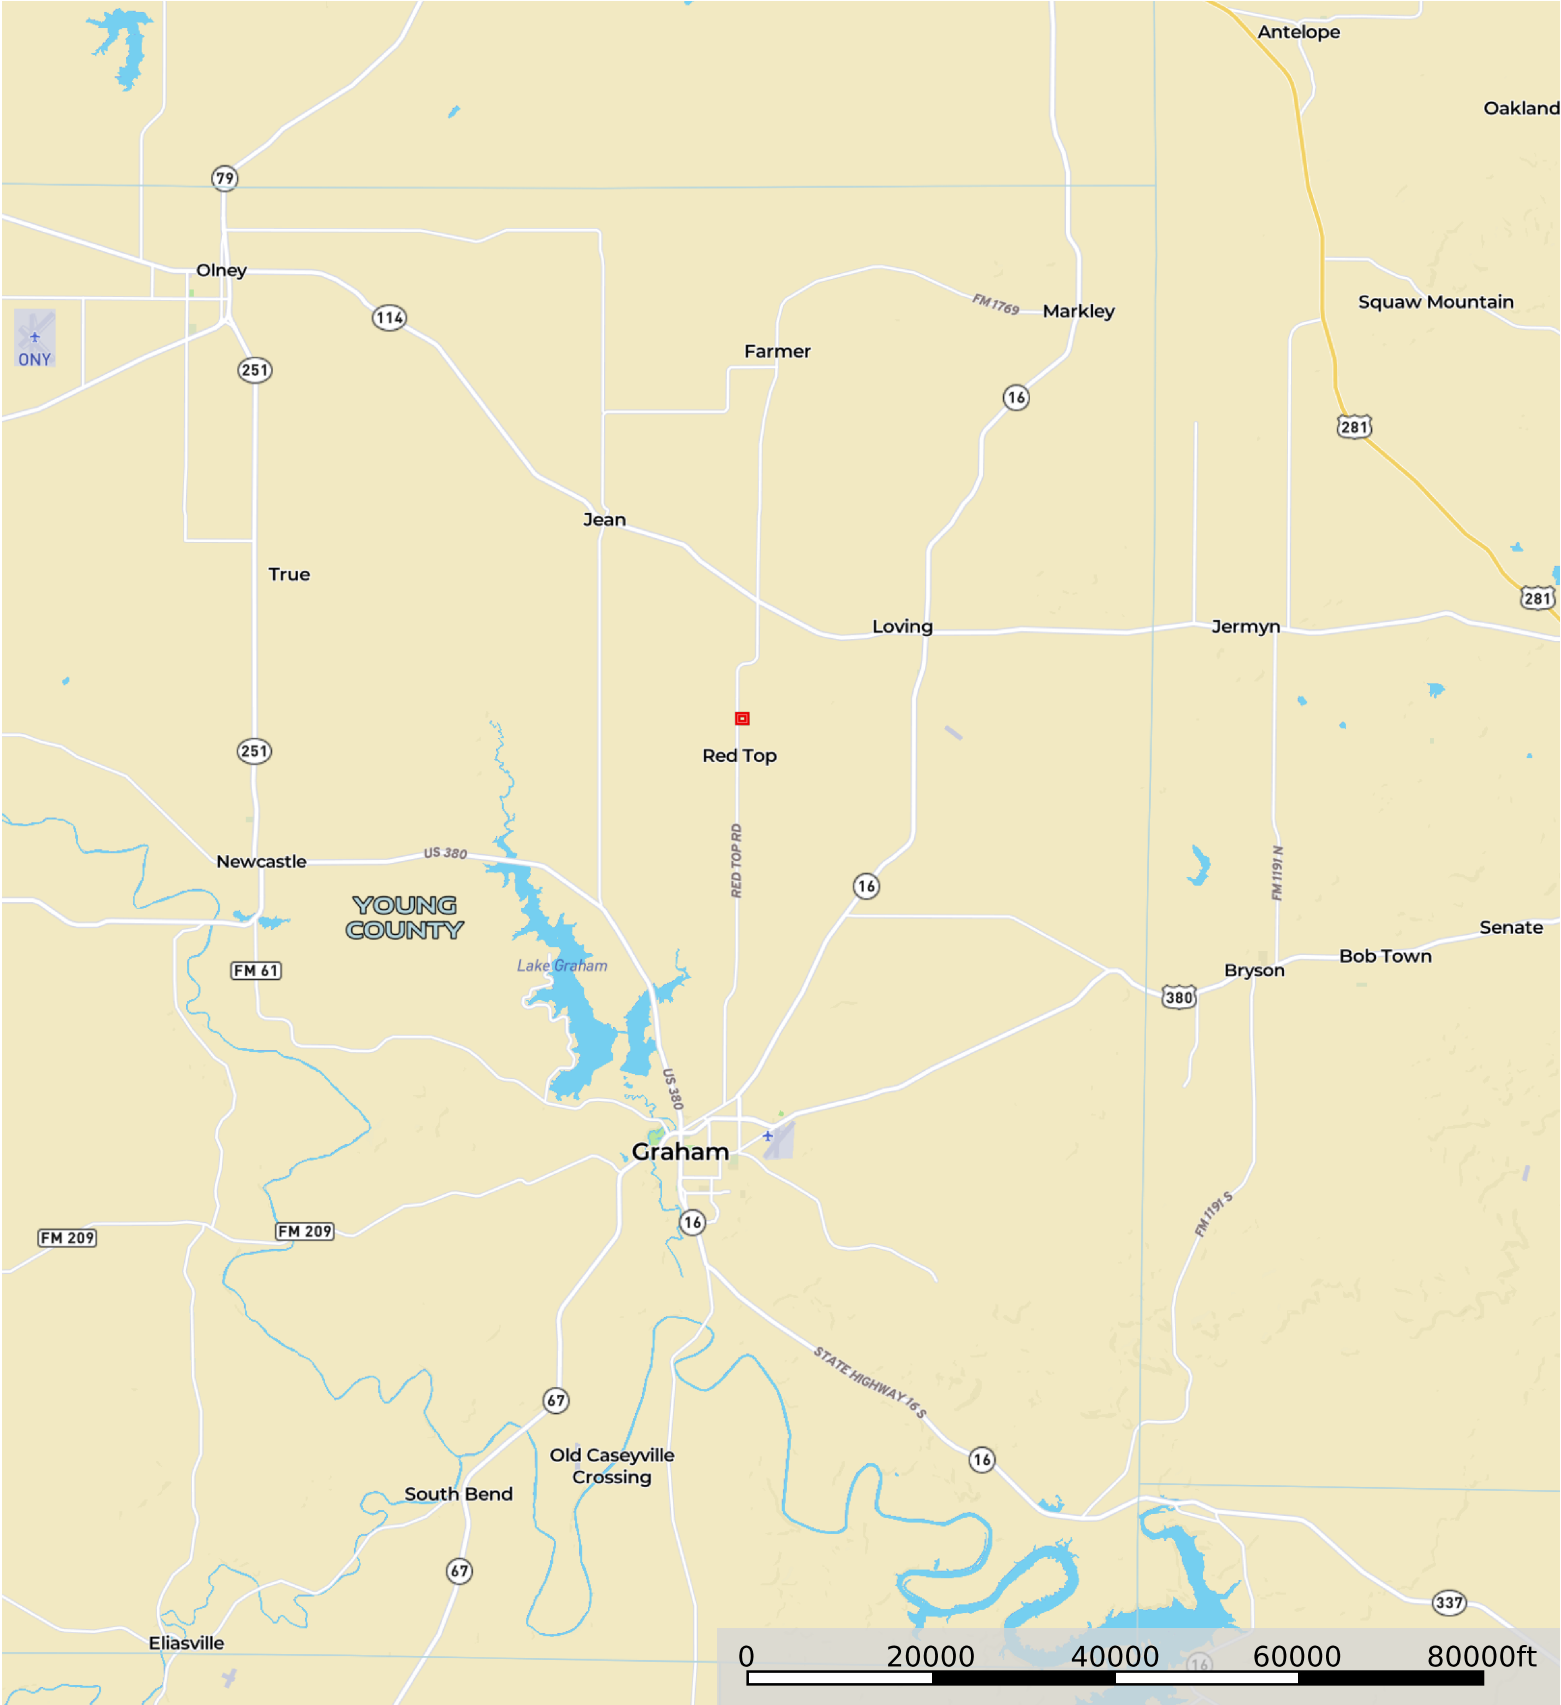 Antelope
Oakland
79
Olney
114
ONY
251
FM 1769
Markley
Squaw Mountain
Farmer
16
281
Jean
True
281
Loving
Jermyn
251
Red Top
Newcastle
US 380
RED TOP RD
16
FM 1191 N
YOUNG
COUNTY
Lake Graham
FM 61
Senate
Bob Town
Bryson
380
US 380
Graham
16
FM 209
FM 209
FM 1191 S
STATE HIGHWAY 16 S
67
16
Old Caseyville
Crossing
South Bend
67
337
Eliasville
16
0 20000 40000 60000 80000ft